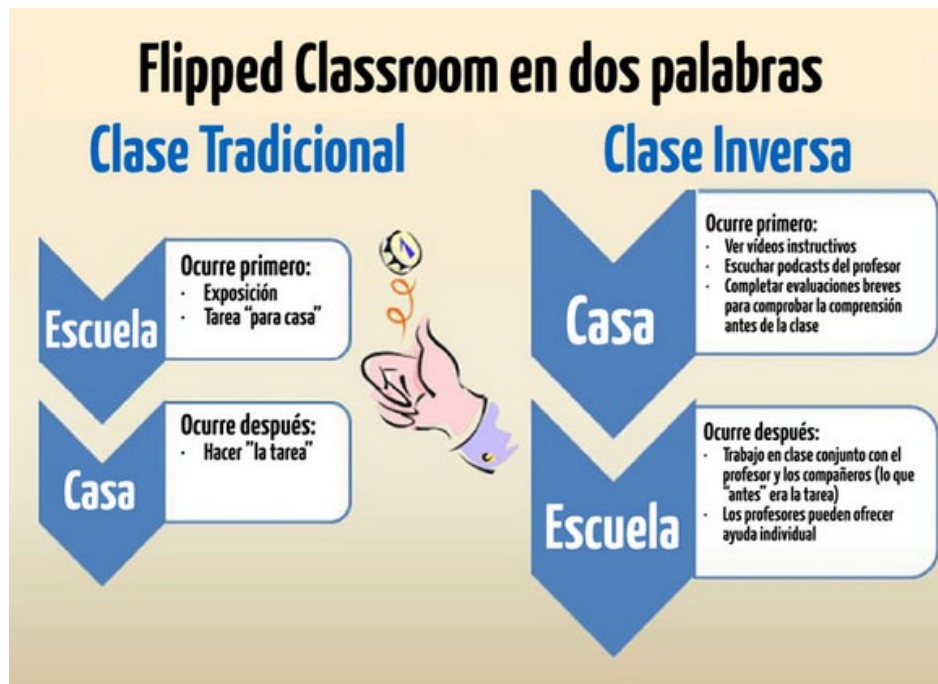 Flipped Classroom en dos palabras
Clase Tradicional
Escuela
Ocurre primero:
· Exposición
· Tarea “para casa”
Casa
Ocurre después:
· Hacer ”la tarea”
Clase Inversa
Casa
Ocurre primero:
· Ver vídeos instructivos
· Escuchar podcasts del profesor
· Completar evaluaciones breves
para comprobar la comprensión
antes de la clase
Escuela
Ocurre después:
· Trabajo en clase conjunto con el
profesor y los compañeros (lo que
“antes” era la tarea)
· Los profesores pueden ofrecer
ayuda individual